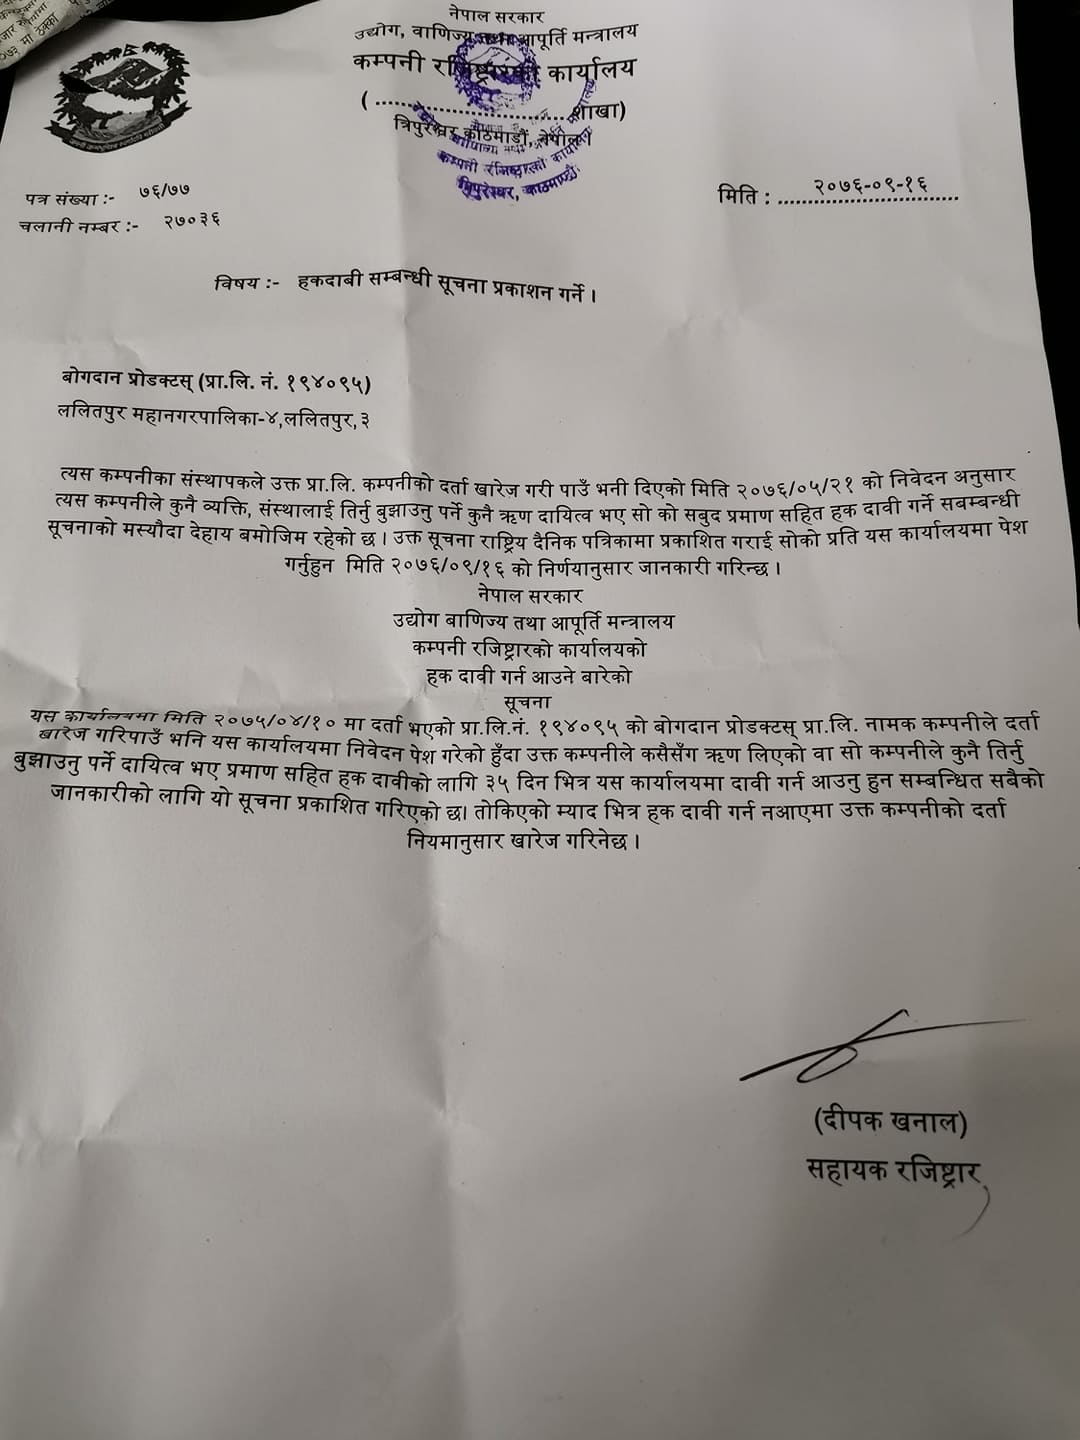 नेपाल सरकार
उद्योग, वाणिज्य तथा आपूर्ति मन्त्रालय
कम्पनी रजिष्ट्रारको कार्यालय
(..............................शाखा)
त्रिपुरेश्वर काठमाडौं, नेपाल।
कम्पनी रजिष्ट्रारको कार्यालय
त्रिपुरेश्वर, काठमाण्डौ
पत्र संख्या :- ७६/७७
मिति : २०७६-०९-१६
चलानी नम्बर :- २७०३६
विषय :- हकदाबी सम्बन्धी सूचना प्रकाशन गर्ने।
बोगदान प्रोडक्टस् (प्रा.लि. नं. १९४०९५)
ललितपुर महानगरपालिका-४,ललितपुर,३
त्यस कम्पनीका संस्थापकले उक्त प्रा.लि. कम्पनीको दर्ता खारेज गरी पाउँ भनी दिएको मिति २०७६/०५/२१ को निवेदन अनुसार
त्यस कम्पनीले कुनै व्यक्ति, संस्थालाई तिर्नु बुझाउनु पर्ने कुनै ऋण दायित्व भए सो को सबुद प्रमाण सहित हक दावी गर्ने सबम्बन्धी
सूचनाको मस्यौदा देहाय बमोजिम रहेको छ। उक्त सूचना राष्ट्रिय दैनिक पत्रिकामा प्रकाशित गराई सोको प्रति यस कार्यालयमा पेश
गर्नुहुन मिति २०७६/०९/१६ को निर्णयानुसार जानकारी गरिन्छ।
नेपाल सरकार
उद्योग बाणिज्य तथा आपूर्ति मन्त्रालय
कम्पनी रजिष्ट्रारको कार्यालयको
हक दावी गर्न आउने बारेको
सूचना
यस कार्यालयमा मिति २०७५/०४/१० मा दर्ता भएको प्रा.लि.नं. १९४०९५ को बोगदान प्रोडक्टस् प्रा.लि. नामक कम्पनीले दर्ता
खारेज गरिपाउँ भनि यस कार्यालयमा निवेदन पेश गरेको हुँदा उक्त कम्पनीले कसैसँग ऋण लिएको वा सो कम्पनीले कुनै तिर्नु
बुझाउनु पर्ने दायित्व भए प्रमाण सहित हक दावीको लागि ३५ दिन भित्र यस कार्यालयमा दावी गर्न आउनु हुन सम्बन्धित सबैको
जानकारीको लागि यो सूचना प्रकाशित गरिएको छ। तोकिएको म्याद भित्र हक दावी गर्न नआएमा उक्त कम्पनीको दर्ता
नियमानुसार खारेज गरिनेछ।
(दीपक खनाल)
सहायक रजिष्ट्रार